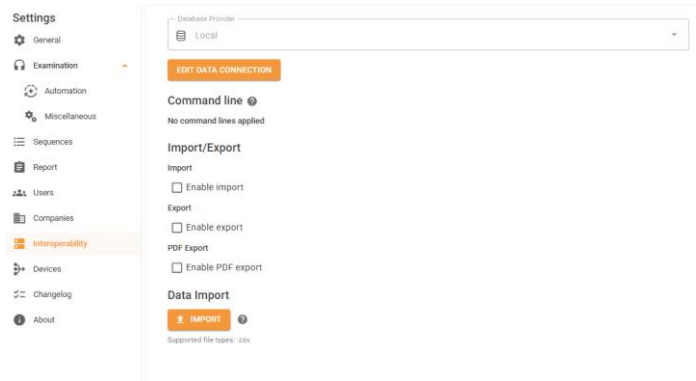 Settings
General
Examination
Automation
Miscellaneous
Sequences
Report
Users
Companies
Interoperability
Devices
Changelog
About
Database Provider
Local
EDIT DATA CONNECTION
Command line
No command lines applied
Import/Export
Import
Enable import
Export
Enable export
PDF Export
Enable PDF export
Data Import
IMPORT
Supported file types: .csv